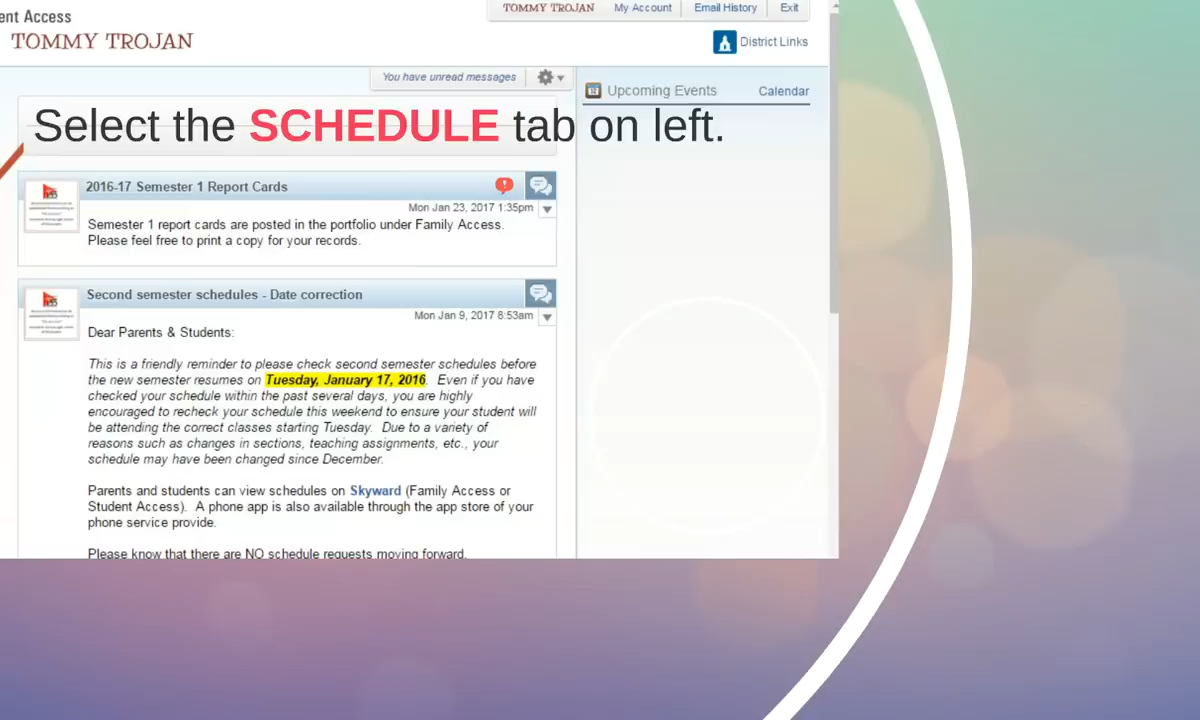 ent Access
TOMMY TROJAN My Account Email History Exit
TOMMY TROJAN
District Links
You have unread messages
Upcoming Events Calendar
Select the SCHEDULE tab on left.
2016-17 Semester 1 Report Cards
Mon Jan 23, 2017 1:35pm
Semester 1 report cards are posted in the portfolio under Family Access.
Please feel free to print a copy for your records.
Second semester schedules - Date correction
Mon Jan 9, 2017 8:53am
Dear Parents & Students:
This is a friendly reminder to please check second semester schedules before
the new semester resumes on Tuesday, January 17, 2016. Even if you have
checked your schedule within the past several days, you are highly
encouraged to recheck your schedule this weekend to ensure your student will
be attending the correct classes starting Tuesday. Due to a variety of
reasons such as changes in sections, teaching assignments, etc., your
schedule may have been changed since December.
Parents and students can view schedules on Skyward (Family Access or
Student Access). A phone app is also available through the app store of your
phone service provide.
Please know that there are NO schedule requests moving forward.